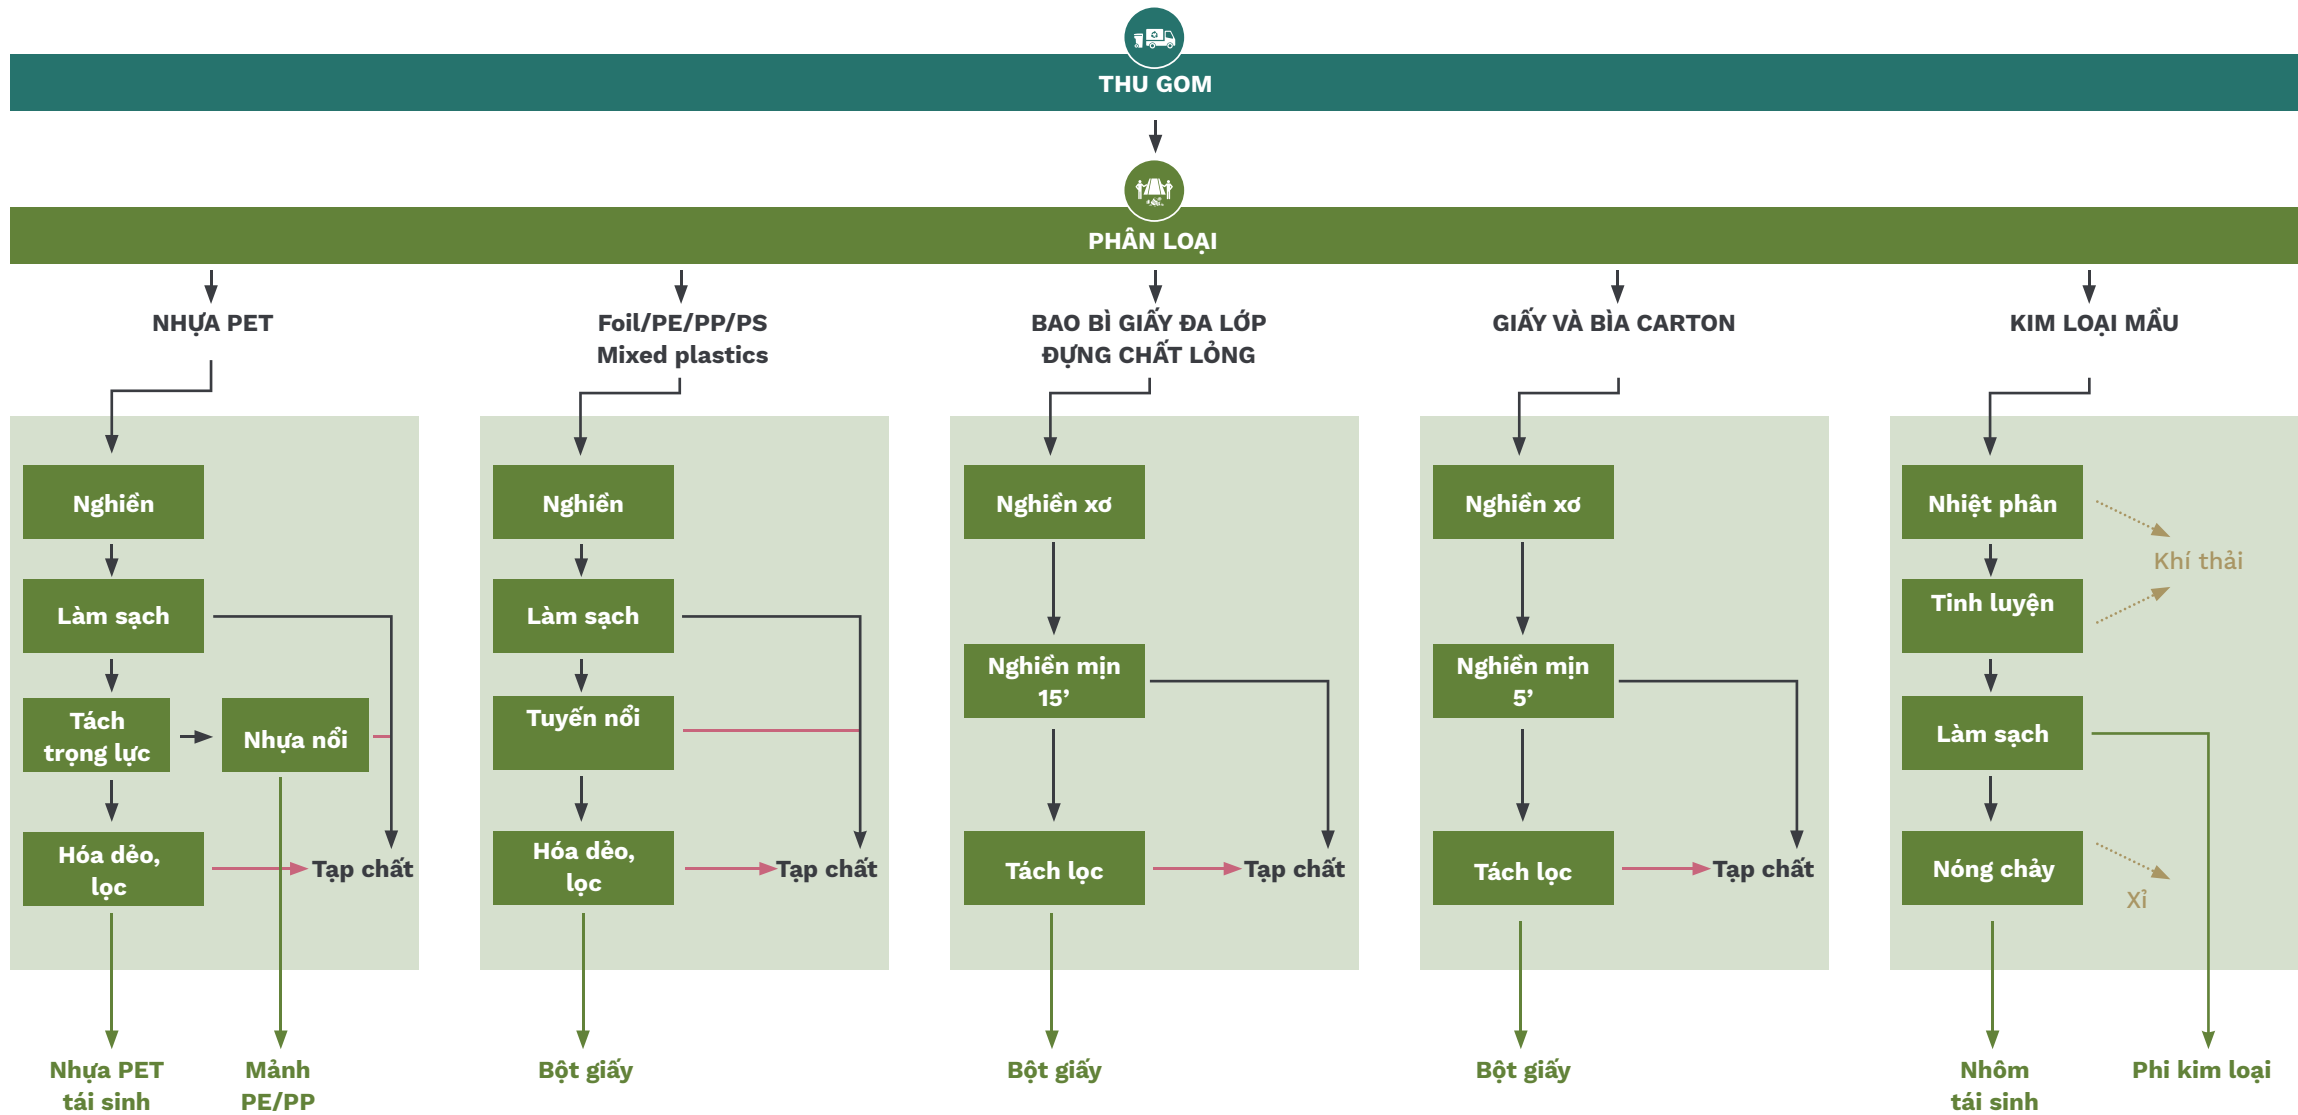 THU GOM
PHÂN LOẠI
NHỰA PET
Foil/PE/PP/PS
Mixed plastics
BAO BÌ GIẤY ĐA LỚP
ĐỰNG CHẤT LỎNG
GIẤY VÀ BÌA CARTON
KIM LOẠI MẦU
Nghiền
Làm sạch
Tách
trọng lực
Nhựa nổi
Hóa dẻo,
lọc
Tạp chất
Nhựa PET
tái sinh
Mảnh
PE/PP
Nghiền
Làm sạch
Tuyến nổi
Hóa dẻo,
lọc
Tạp chất
Bột giấy
Nghiền xơ
Nghiền mịn
15’
Tách lọc
Tạp chất
Bột giấy
Nghiền xơ
Nghiền mịn
5’
Tách lọc
Tạp chất
Bột giấy
Nhiệt phân
Khí thải
Tinh luyện
Làm sạch
Nóng chảy
Xỉ
Nhôm
tái sinh
Phi kim loại